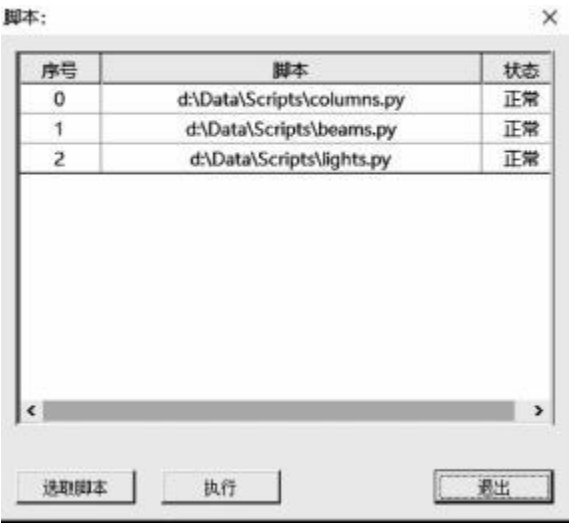 脚本:
序号 脚本 状态
0 d:\Data\Scripts\columns.py 正常
1 d:\Data\Scripts\beams.py 正常
2 d:\Data\Scripts\lights.py 正常
选取脚本 执行 退出